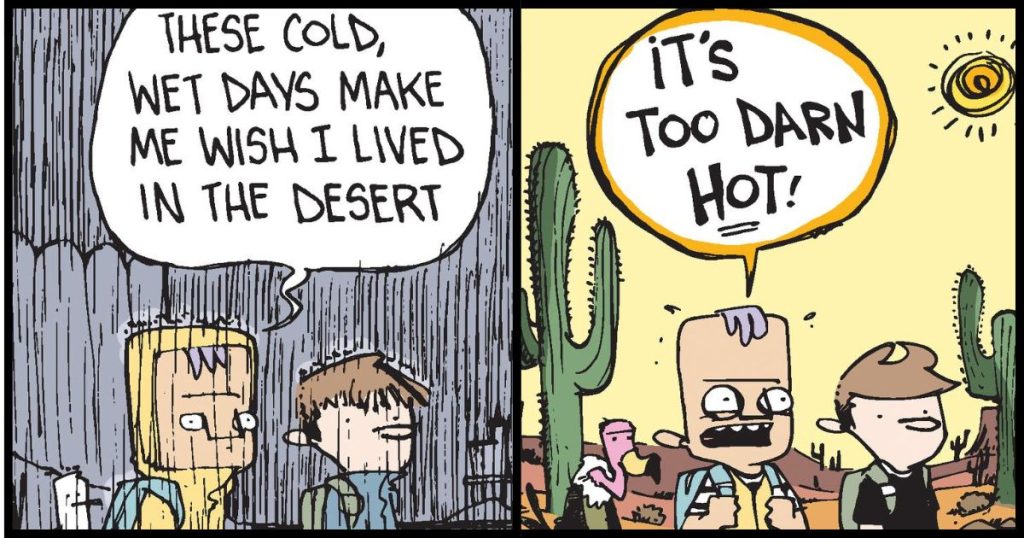 THESE COLD,
WET DAYS MAKE
ME WISH I LIVED
IN THE DESERT
iT'S
TOO DARN
HOT!